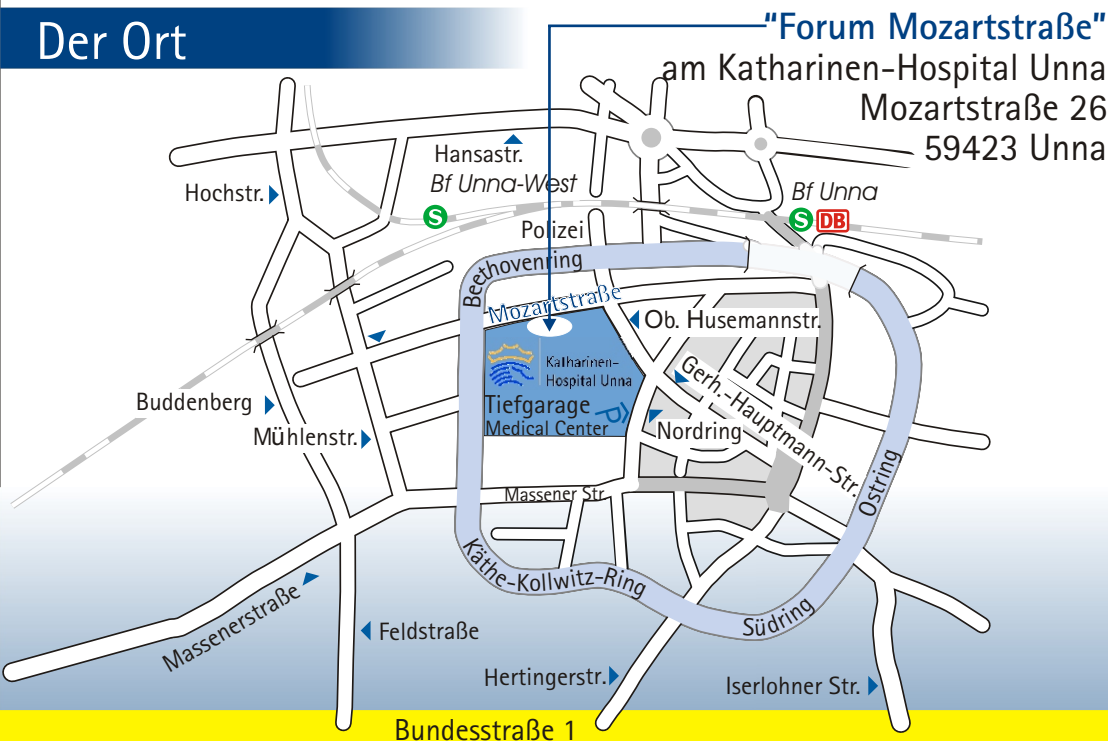 Der Ort
"Forum Mozartstraße"
am Katharinen-Hospital Unna
Mozartstraße 26
59423 Unna
Hansastr.
Bf Unna-West
Hochstr.
S
Bf Unna
S DB
Polizei
Beethovenring
Mozartstraße
Ob. Husemannstr.
Katharinen-
Hospital Unna
Gerh.-Hauptmann-Str.
Buddenberg
Tiefgarage
P
Medical Center
Mühlenstr.
Nordring
Ostring
Massener Str
Käthe-Kollwitz-Ring
Massenerstraße
Südring
Feldstraße
Hertingerstr.
Iserlohner Str.
Bundesstraße 1